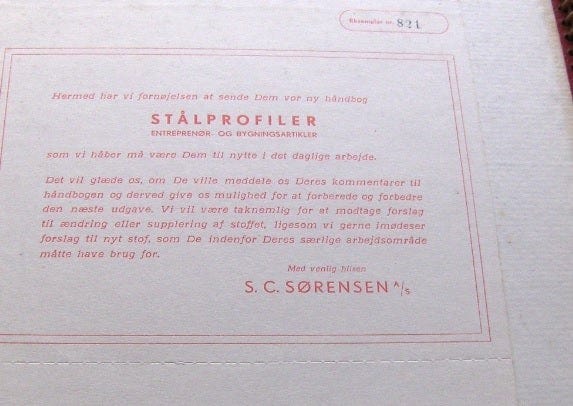 Eksemplar nr. 821
Hermed har vi fornøjelsen at sende Dem vor ny håndbog
STÅLPROFILER
ENTREPRENØR- OG BYGNINGSARTIKLER
som vi håber må være Dem til nytte i det daglige arbejde.
Det vil glæde os, om De ville meddele os Deres kommentarer til
håndbogen og derved give os mulighed for at forberede og forbedre
den næste udgave. Vi vil være taknemlig for at modtage forslag
til ændring eller supplering af stoffet, ligesom vi gerne imødeser
forslag til nyt stof, som De indenfor Deres særlige arbejdsområde
måtte have brug for.
Med venlig hilsen
S. C. SØRENSEN A/s